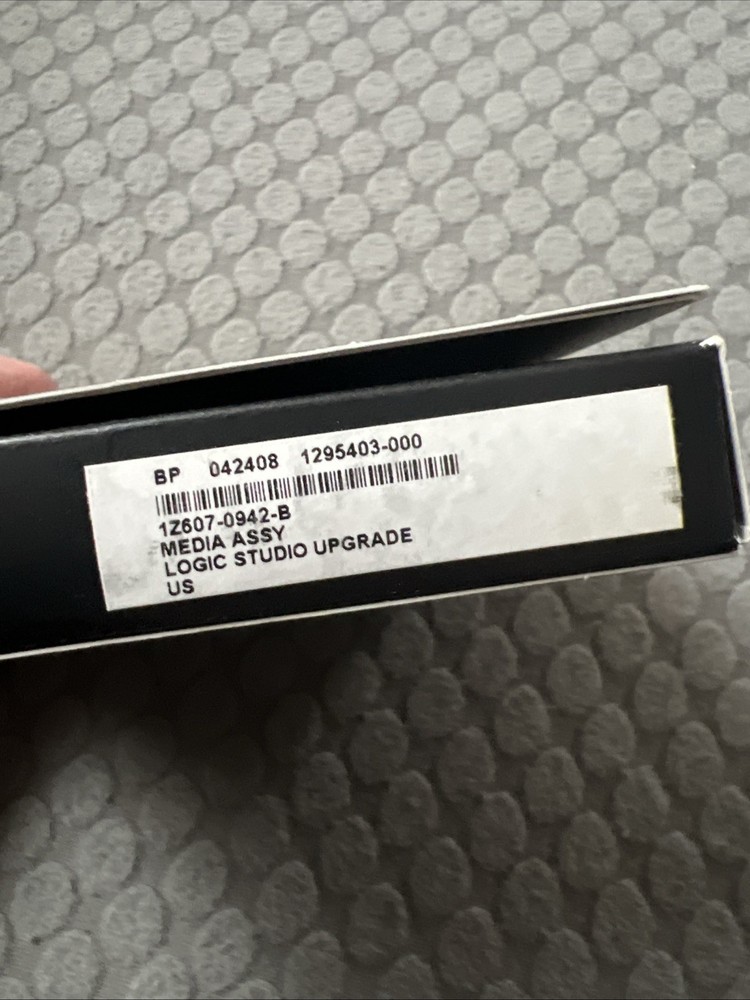 BP 042408 1295403-000
1Z607-0942-B
MEDIA ASSY
LOGIC STUDIO UPGRADE
US